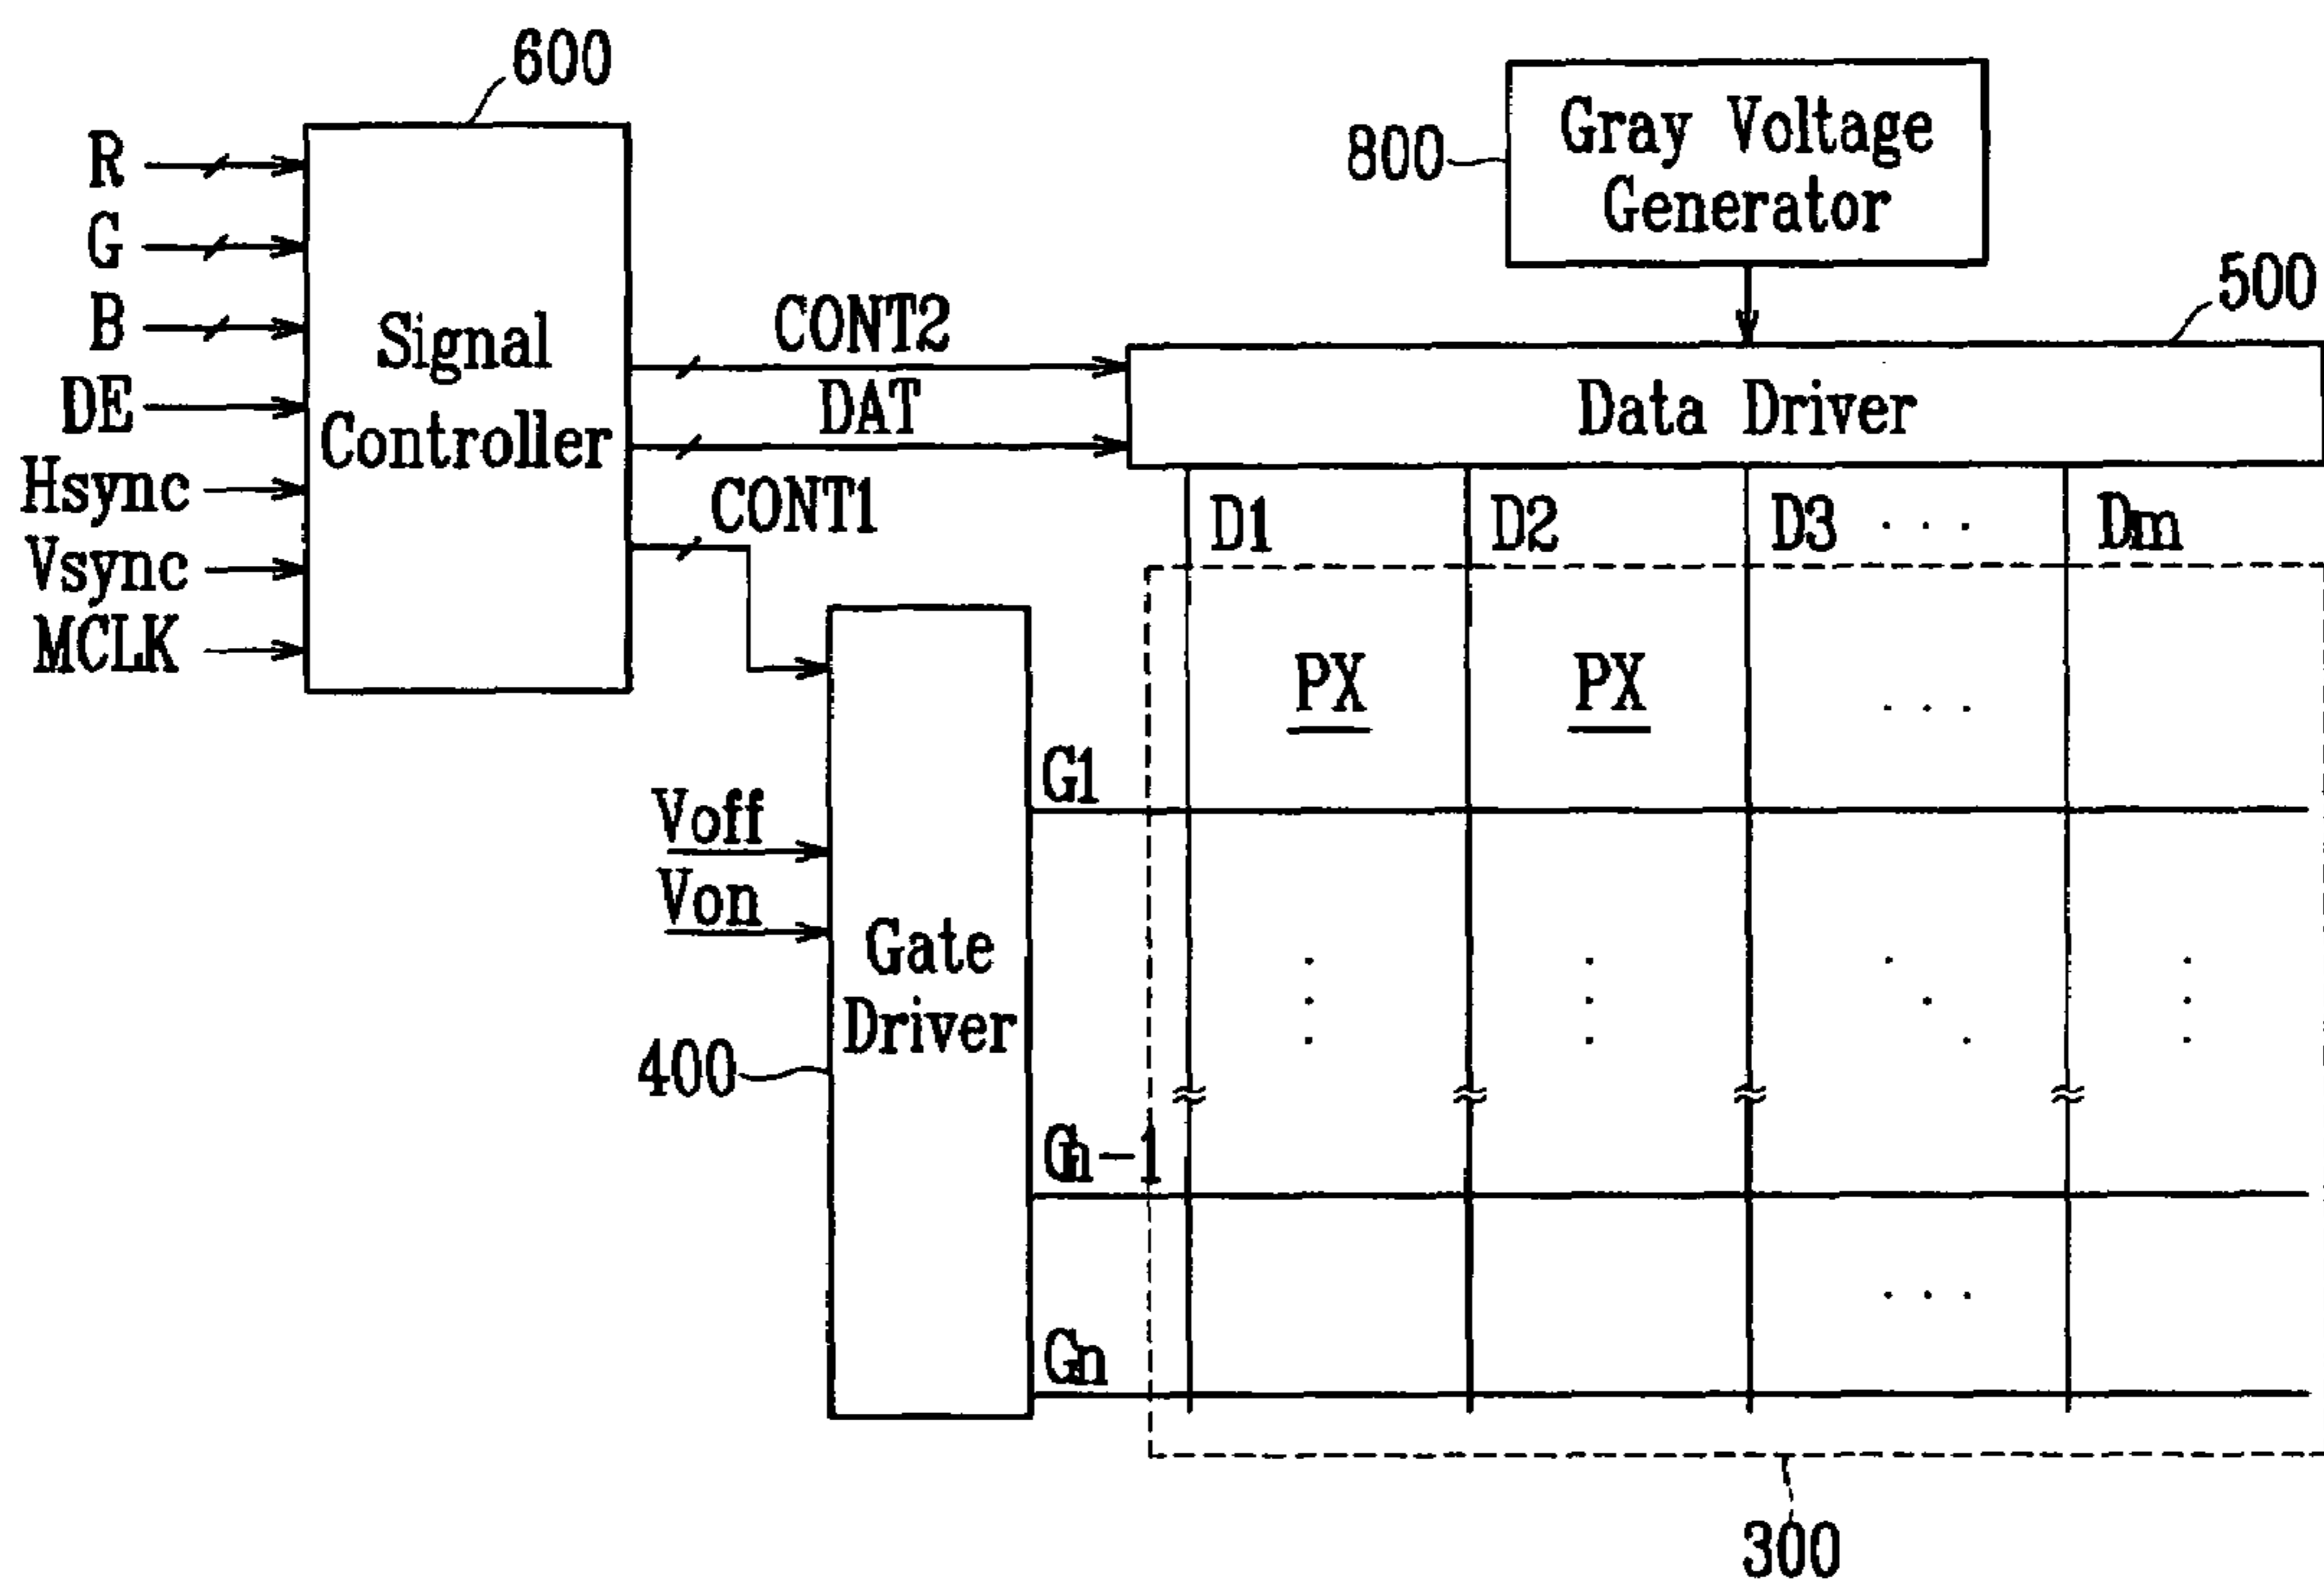 600
R
G
B
DE
Hsync
Vsync
MCLK
Signal
Controller
CONT2
DAT
CONT1
800
Gray Voltage
Generator
500
Data Driver
D1 D2 D3 . . . Dm
PX PX . . .
Voff
Von
Gate
Driver
400
G1
Gn-1
Gn
. . .
300